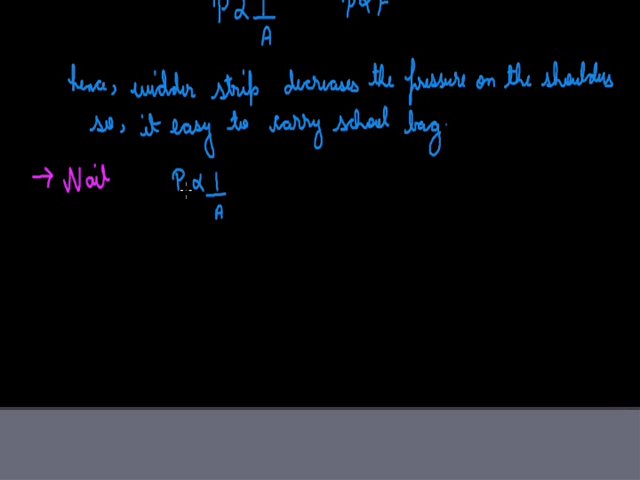 P ∝ 1/A P ∝ F
hence, widder strip decreases the pressure on the shoulders
so, it easy to carry school bag.
→ Nail P ∝ 1/A